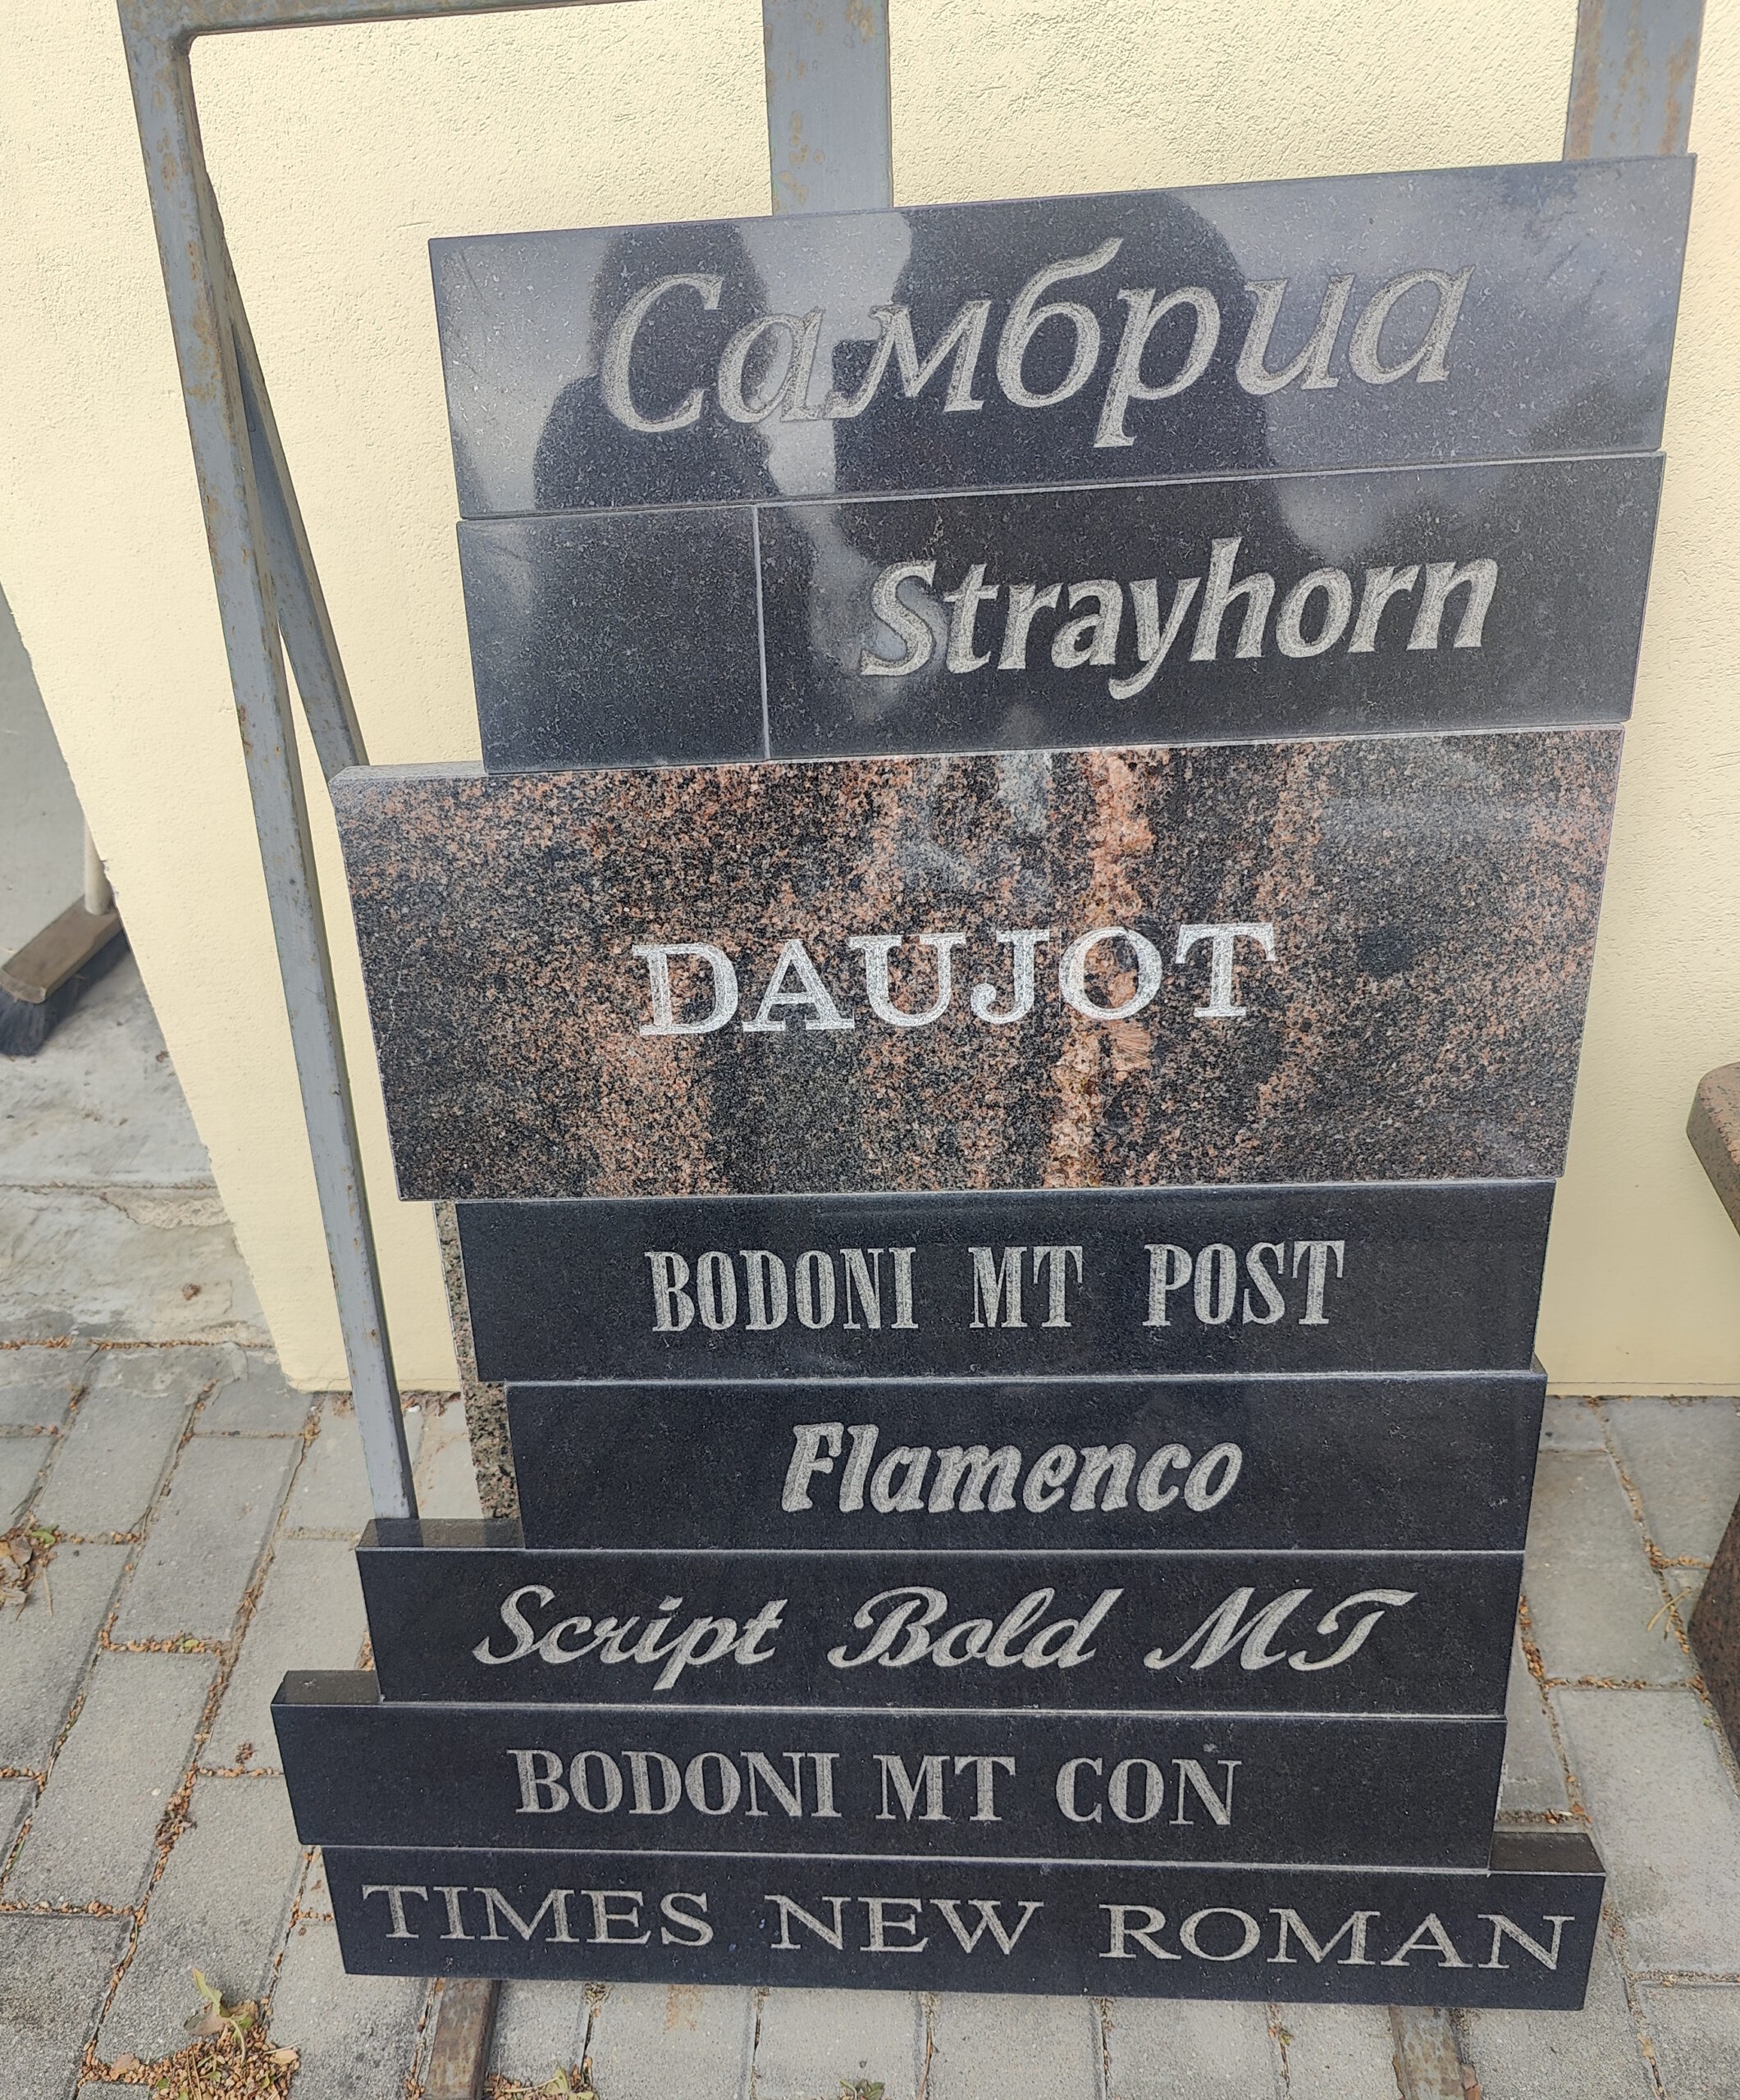 Самбриа
Strayhorn
DAUJOT
BODONI MT POST
Flamenco
Script Bold MT
BODONI MT CON
TIMES NEW ROMAN